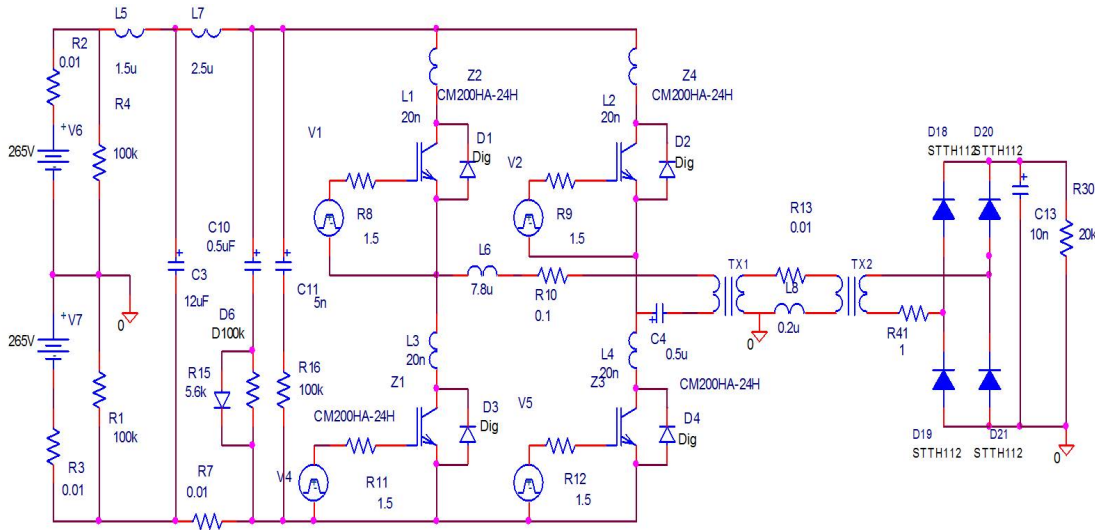 L5
L7
R2
0.01
1.5u
2.5u
R4
100k
+
V6
265V
Z2
CM200HA-24H
L1
20n
Z4
CM200HA-24H
L2
20n
V1
D1
Dig
V2
D2
Dig
R8
1.5
R9
1.5
D18
STTH112
D20
STTH112
R30
20k
C13
10n
+
R13
0.01
C10
0.5uF
+
C3
12uF
+
C11
5n
+
0
L6
7.8u
R10
0.1
TX1
TX2
L8
0.2u
0
R41
1
C4
0.5u
+
+
V7
265V
D6
D100k
R15
5.6k
R16
100k
L3
20n
Z1
CM200HA-24H
L4
20n
Z3
CM200HA-24H
D3
Dig
V5
D4
Dig
R1
100k
R3
0.01
R7
0.01
V4
R11
1.5
R12
1.5
D19
STTH112
D21
STTH112
0